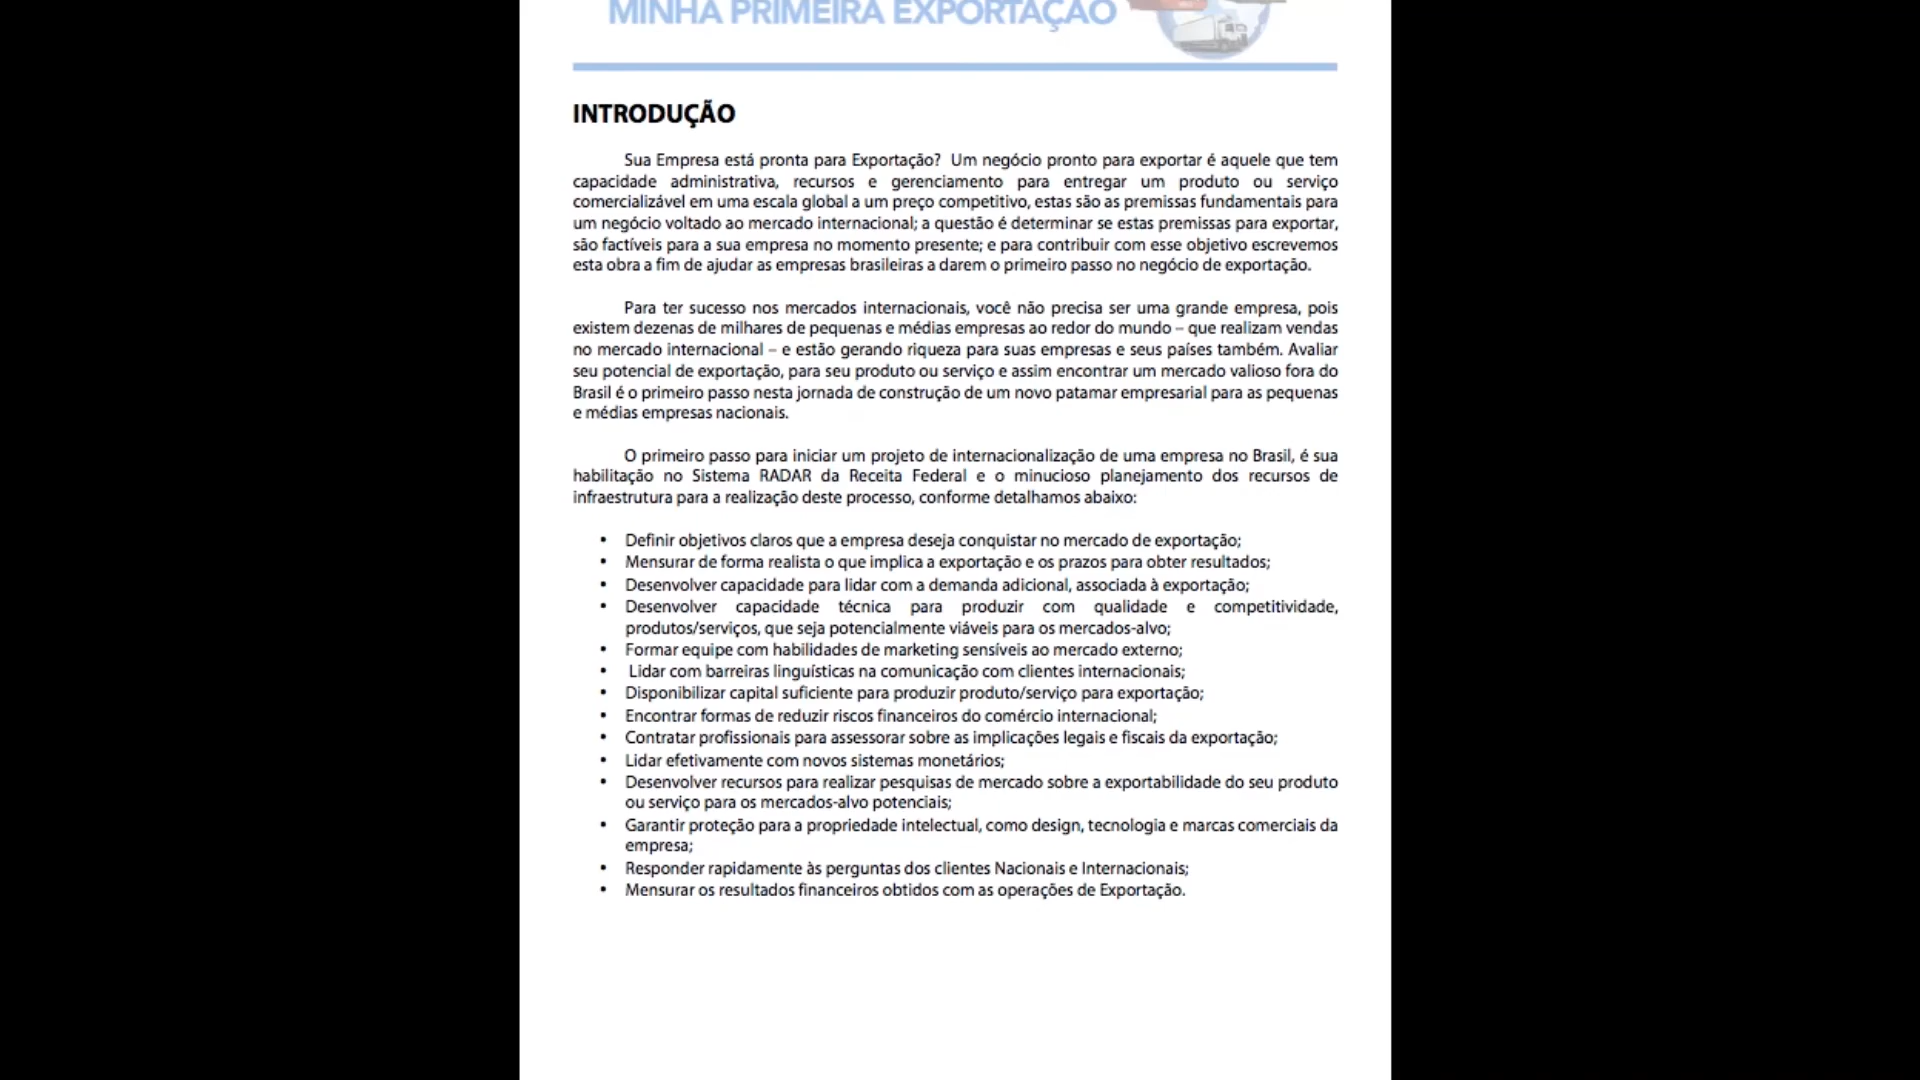 MINHA PRIMEIRA EXPORTAÇÃO
INTRODUÇÃO
Sua Empresa está pronta para Exportação? Um negócio pronto para exportar é aquele que tem
capacidade administrativa, recursos e gerenciamento para entregar um produto ou serviço
comercializável em uma escala global a um preço competitivo, estas são as premissas fundamentais para
um negócio voltado ao mercado internacional; a questão é determinar se estas premissas para exportar,
são factíveis para a sua empresa no momento presente; e para contribuir com esse objetivo escrevemos
esta obra a fim de ajudar as empresas brasileiras a darem o primeiro passo no negócio de exportação.
Para ter sucesso nos mercados internacionais, você não precisa ser uma grande empresa, pois
existem dezenas de milhares de pequenas e médias empresas ao redor do mundo – que realizam vendas
no mercado internacional – e estão gerando riqueza para suas empresas e seus países também. Avaliar
seu potencial de exportação, para seu produto ou serviço e assim encontrar um mercado valioso fora do
Brasil é o primeiro passo nesta jornada de construção de um novo patamar empresarial para as pequenas
e médias empresas nacionais.
O primeiro passo para iniciar um projeto de internacionalização de uma empresa no Brasil, é sua
habilitação no Sistema RADAR da Receita Federal e o minucioso planejamento dos recursos de
infraestrutura para a realização deste processo, conforme detalhamos abaixo:
• Definir objetivos claros que a empresa deseja conquistar no mercado de exportação;
• Mensurar de forma realista o que implica a exportação e os prazos para obter resultados;
• Desenvolver capacidade para lidar com a demanda adicional, associada à exportação;
• Desenvolver capacidade técnica para produzir com qualidade e competitividade,
produtos/serviços, que seja potencialmente viáveis para os mercados-alvo;
• Formar equipe com habilidades de marketing sensíveis ao mercado externo;
• Lidar com barreiras linguísticas na comunicação com clientes internacionais;
• Disponibilizar capital suficiente para produzir produto/serviço para exportação;
• Encontrar formas de reduzir riscos financeiros do comércio internacional;
• Contratar profissionais para assessorar sobre as implicações legais e fiscais da exportação;
• Lidar efetivamente com novos sistemas monetários;
• Desenvolver recursos para realizar pesquisas de mercado sobre a exportabilidade do seu produto
ou serviço para os mercados-alvo potenciais;
• Garantir proteção para a propriedade intelectual, como design, tecnologia e marcas comerciais da
empresa;
• Responder rapidamente às perguntas dos clientes Nacionais e Internacionais;
• Mensurar os resultados financeiros obtidos com as operações de Exportação.